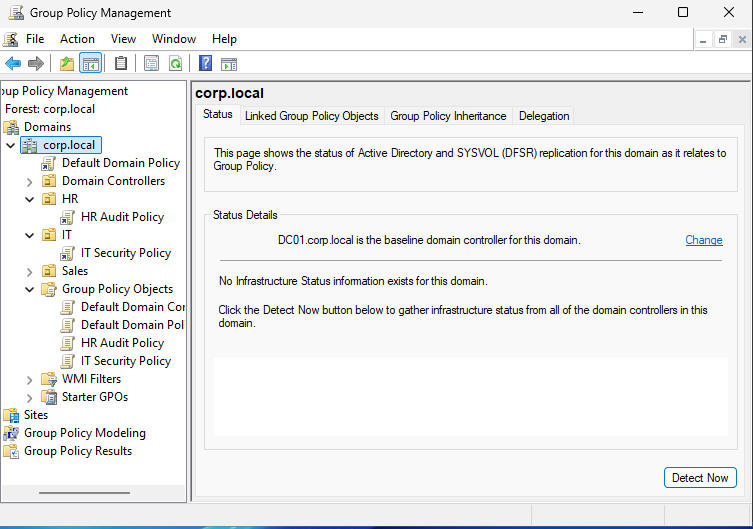 Group Policy Management
File Action View Window Help
oup Policy Management
Forest: corp.local
Domains
corp.local
Default Domain Policy
Domain Controllers
HR
HR Audit Policy
IT
IT Security Policy
Sales
Group Policy Objects
Default Domain Cor
Default Domain Pol
HR Audit Policy
IT Security Policy
WMI Filters
Starter GPOs
Sites
Group Policy Modeling
Group Policy Results
corp.local
Status Linked Group Policy Objects Group Policy Inheritance Delegation
This page shows the status of Active Directory and SYSVOL (DFSR) replication for this domain as it relates to
Group Policy.
Status Details
DC01.corp.local is the baseline domain controller for this domain. Change
No Infrastructure Status information exists for this domain.
Click the Detect Now button below to gather infrastructure status from all of the domain controllers in this
domain.
Detect Now